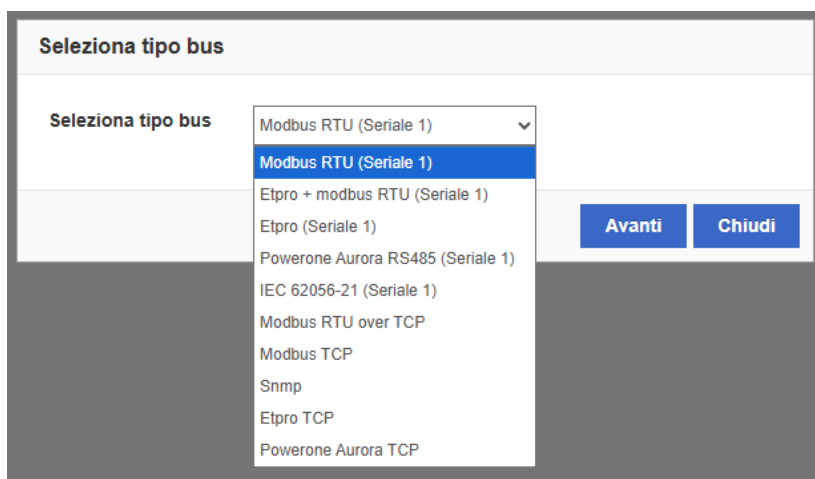 Seleziona tipo bus
Seleziona tipo bus
Modbus RTU (Seriale 1)
Modbus RTU (Seriale 1)
Etpro + modbus RTU (Seriale 1)
Etpro (Seriale 1)
Avanti
Chiudi
Powerone Aurora RS485 (Seriale 1)
IEC 62056-21 (Seriale 1)
Modbus RTU over TCP
Modbus TCP
Snmp
Etpro TCP
Powerone Aurora TCP